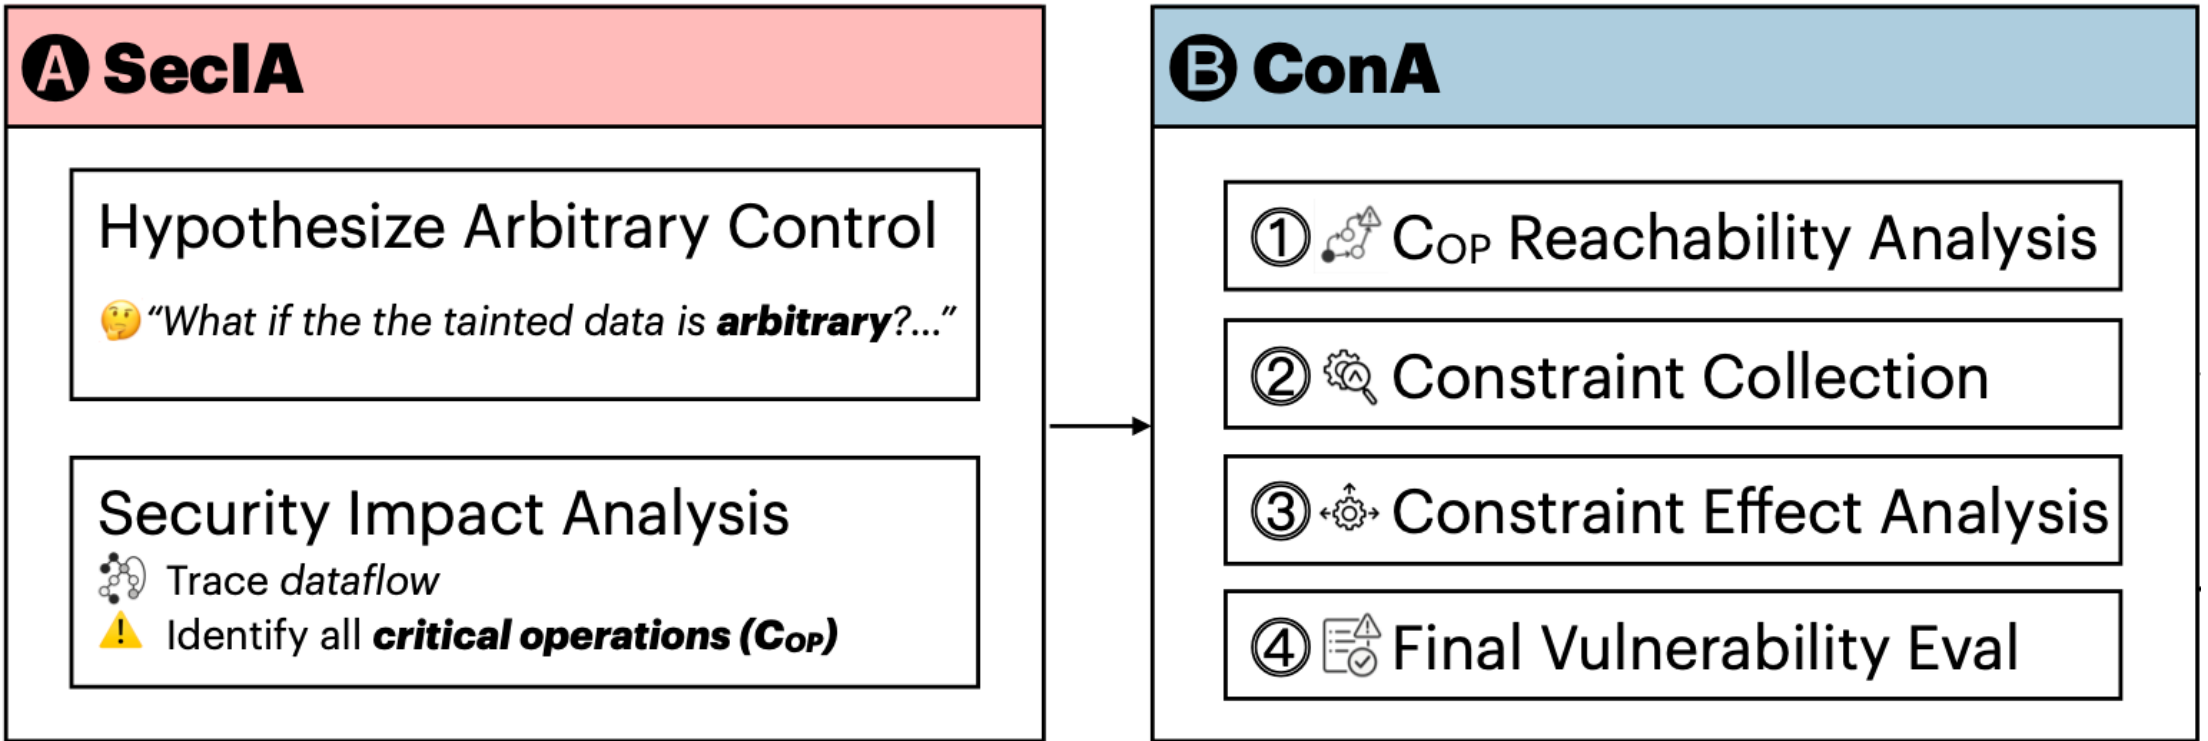 A SecIA
Hypothesize Arbitrary Control
“What if the the tainted data is arbitrary?...”
Security Impact Analysis
Trace dataflow
Identify all critical operations (COP)
B ConA
1 COP Reachability Analysis
2 Constraint Collection
3 Constraint Effect Analysis
4 Final Vulnerability Eval